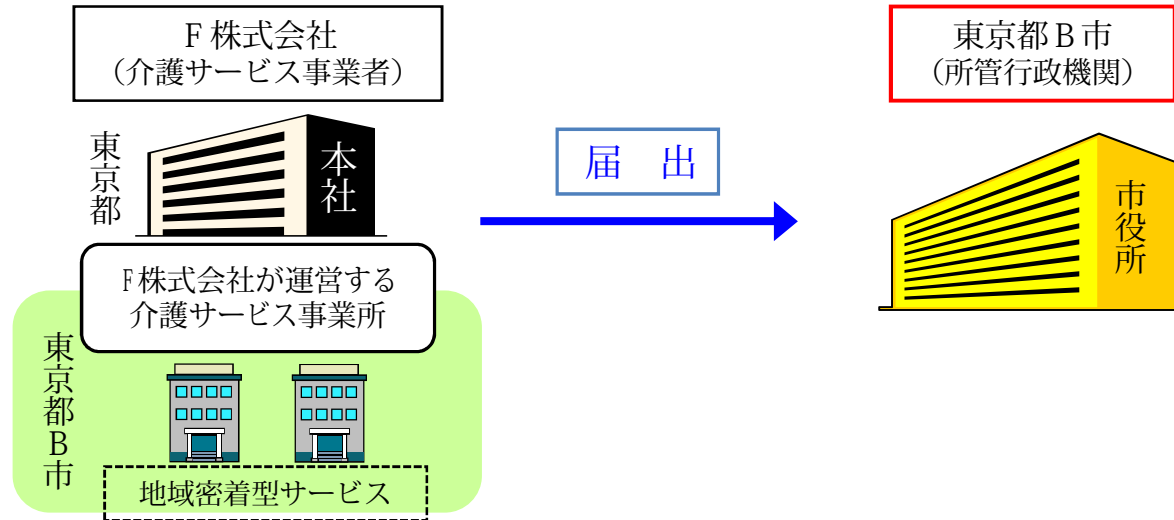 F株式会社
（介護サービス事業者）
東京都
本社
届　出
東京都B市
（所管行政機関）
市役所
F株式会社が運営する
介護サービス事業所
東京都B市
地域密着型サービス